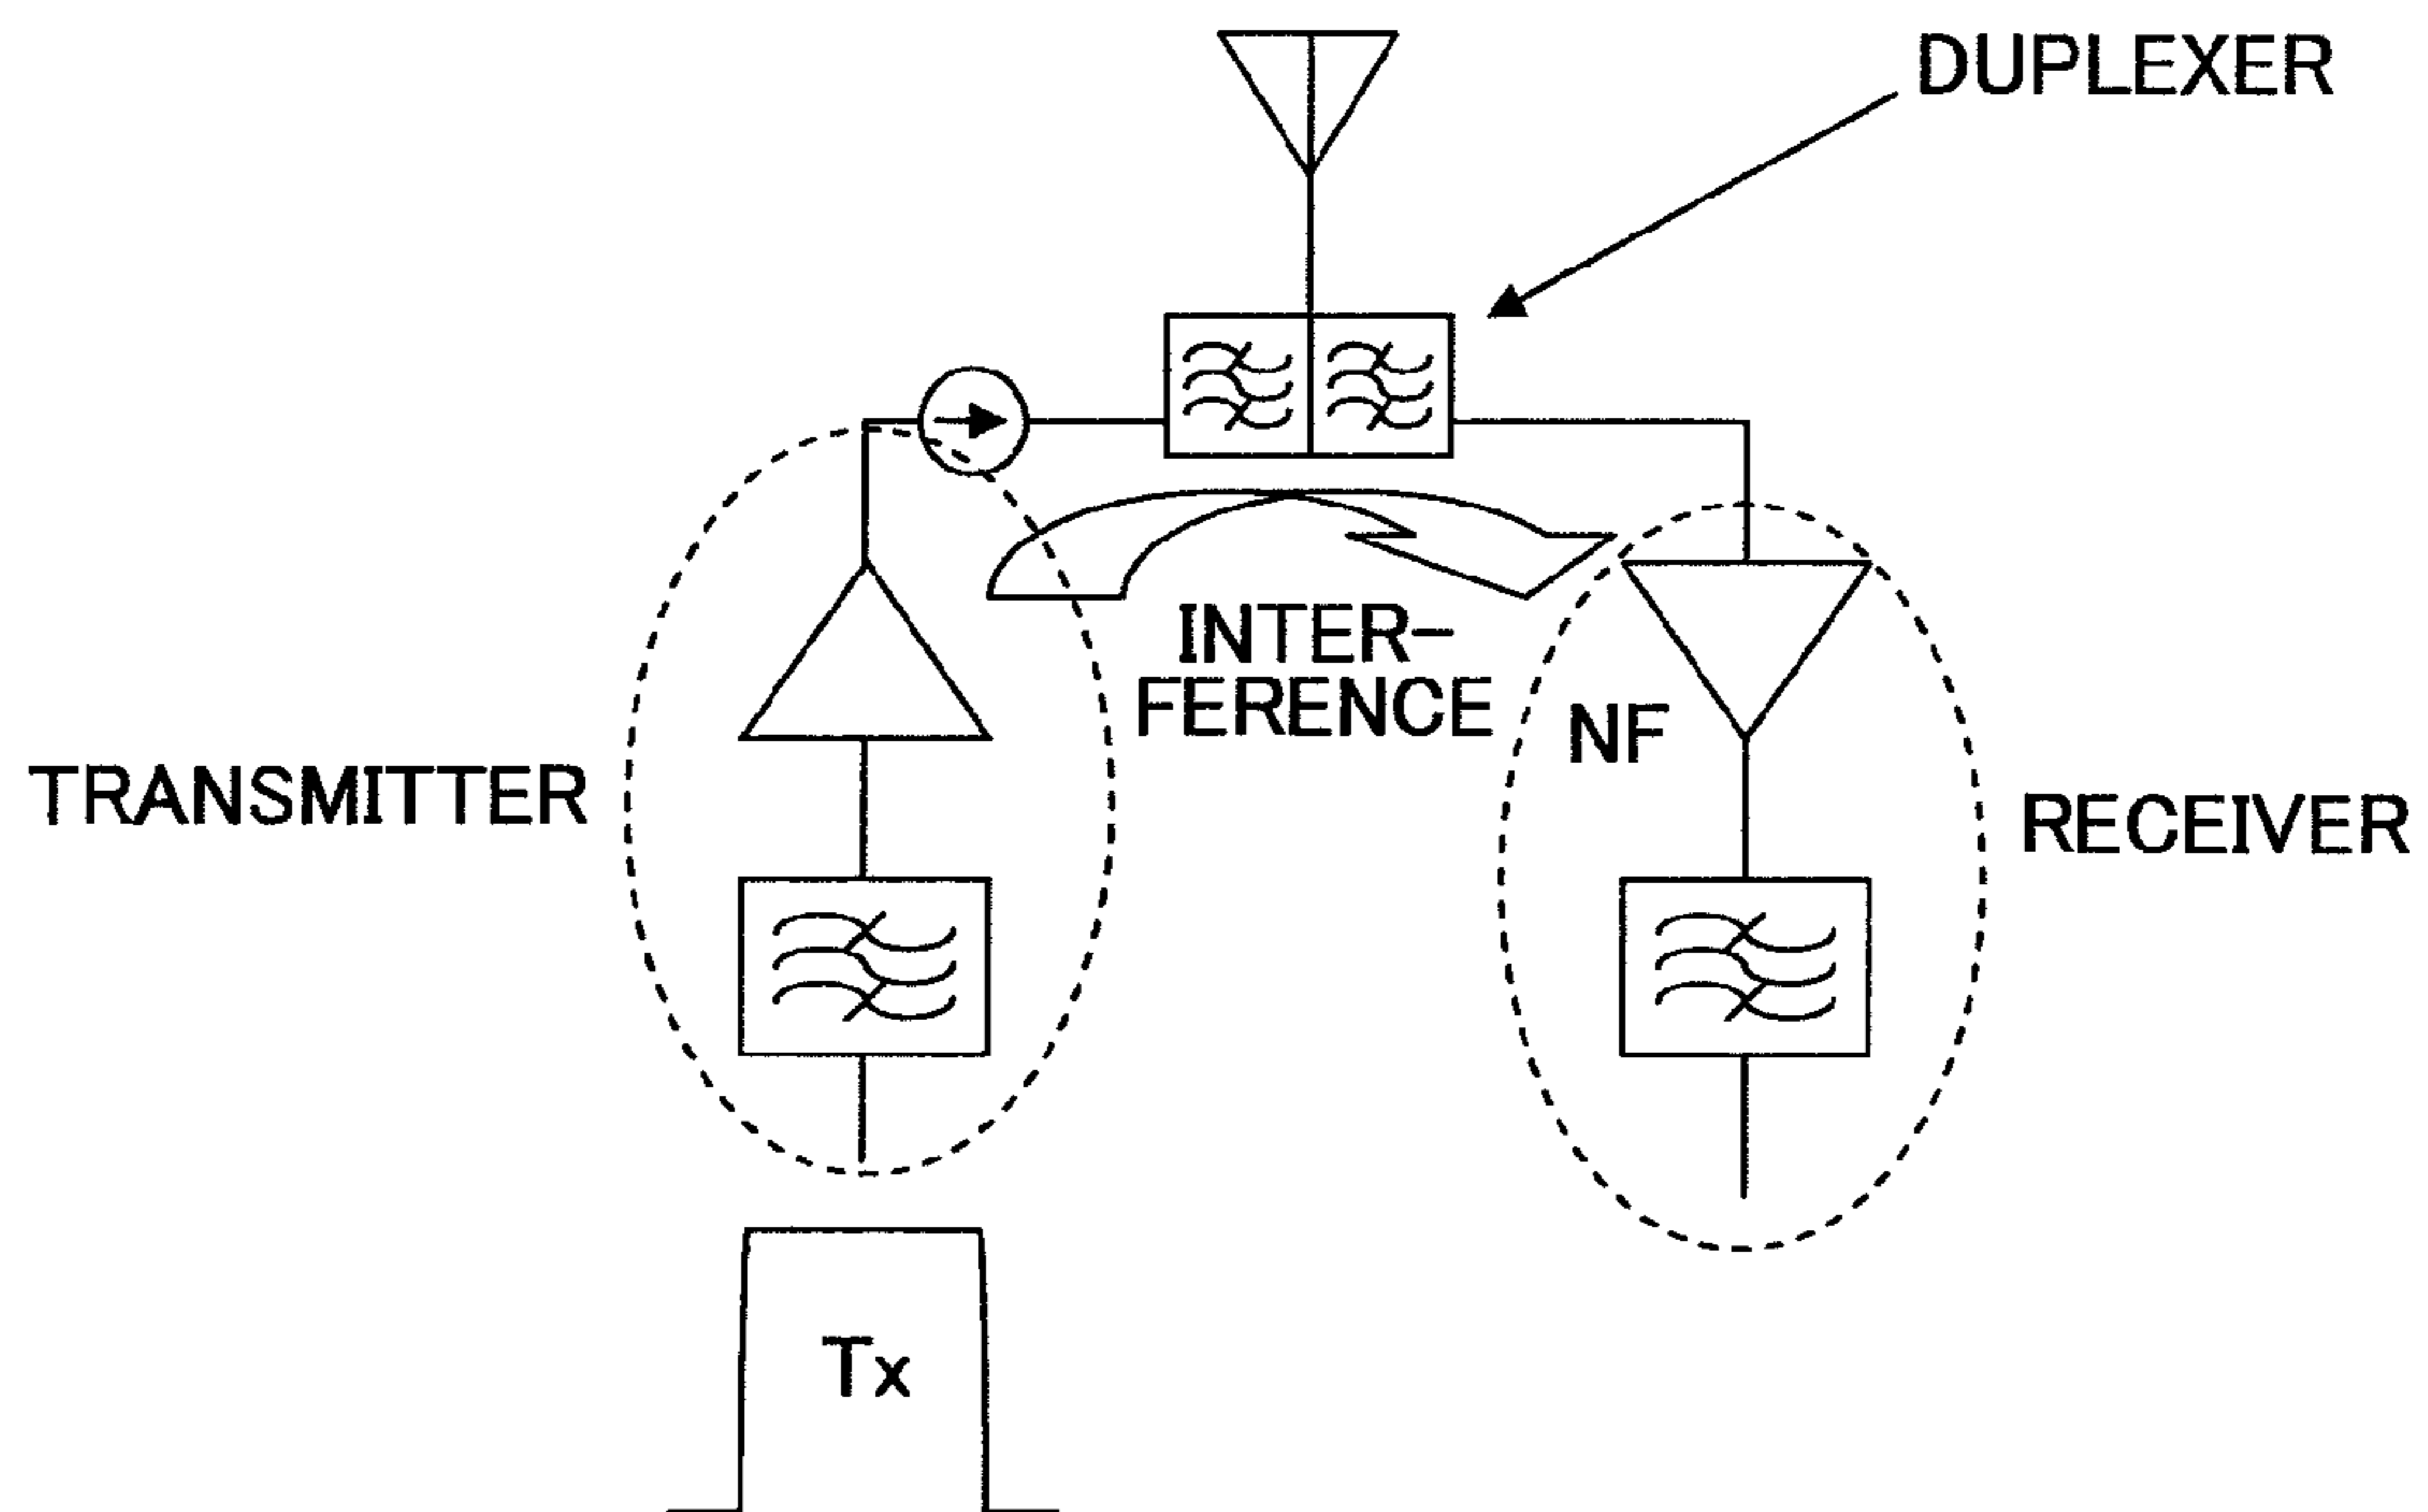 DUPLEXER
INTER-
FERENCE
NF
TRANSMITTER
RECEIVER
Tx